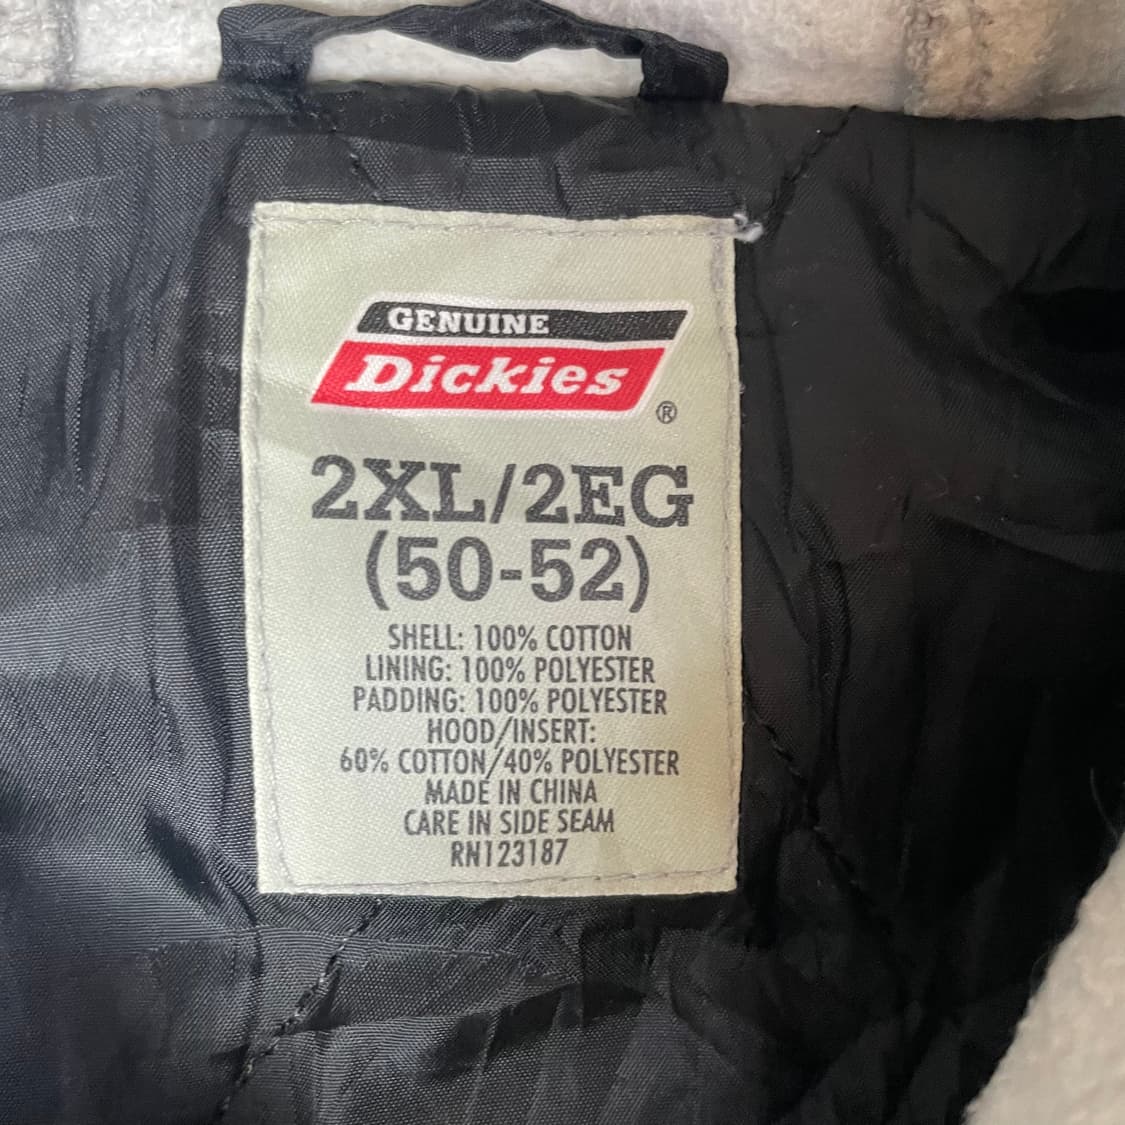 GENUINE
Dickies
®
2XL/2EG
(50-52)
SHELL: 100% COTTON
LINING: 100% POLYESTER
PADDING: 100% POLYESTER
HOOD/INSERT:
60% COTTON/40% POLYESTER
MADE IN CHINA
CARE IN SIDE SEAM
RN123187